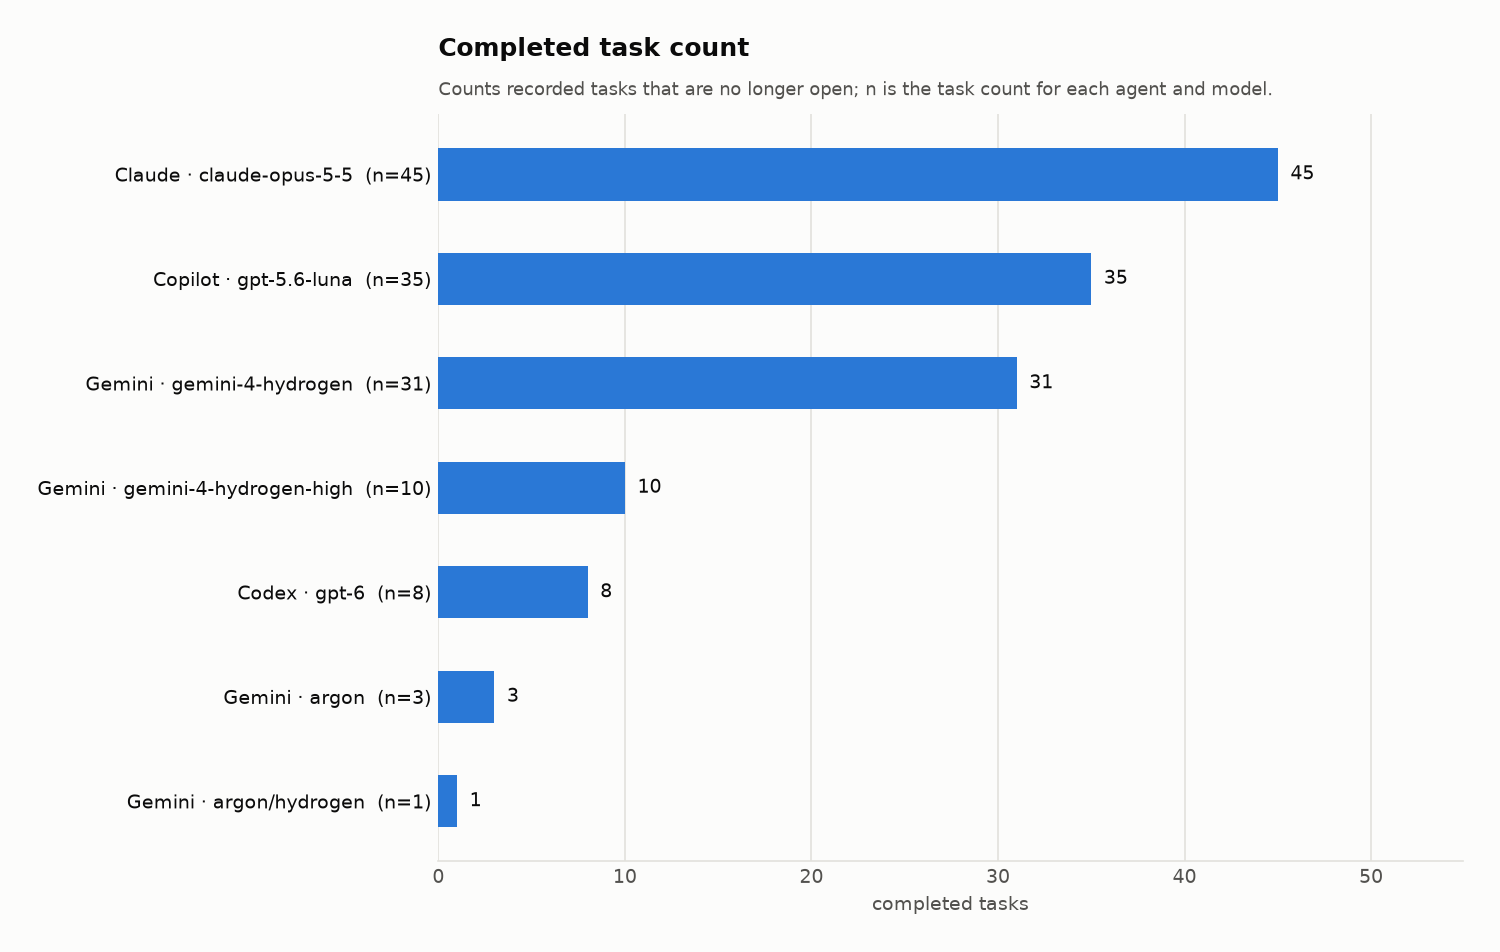 Completed task count
Counts recorded tasks that are no longer open; n is the task count for each agent and model.
Claude · claude-opus-5-5 (n=45) 45
Copilot · gpt-5.6-luna (n=35) 35
Gemini · gemini-4-hydrogen (n=31) 31
Gemini · gemini-4-hydrogen-high (n=10) 10
Codex · gpt-6 (n=8) 8
Gemini · argon (n=3) 3
Gemini · argon/hydrogen (n=1) 1
0 10 20 30 40 50
completed tasks